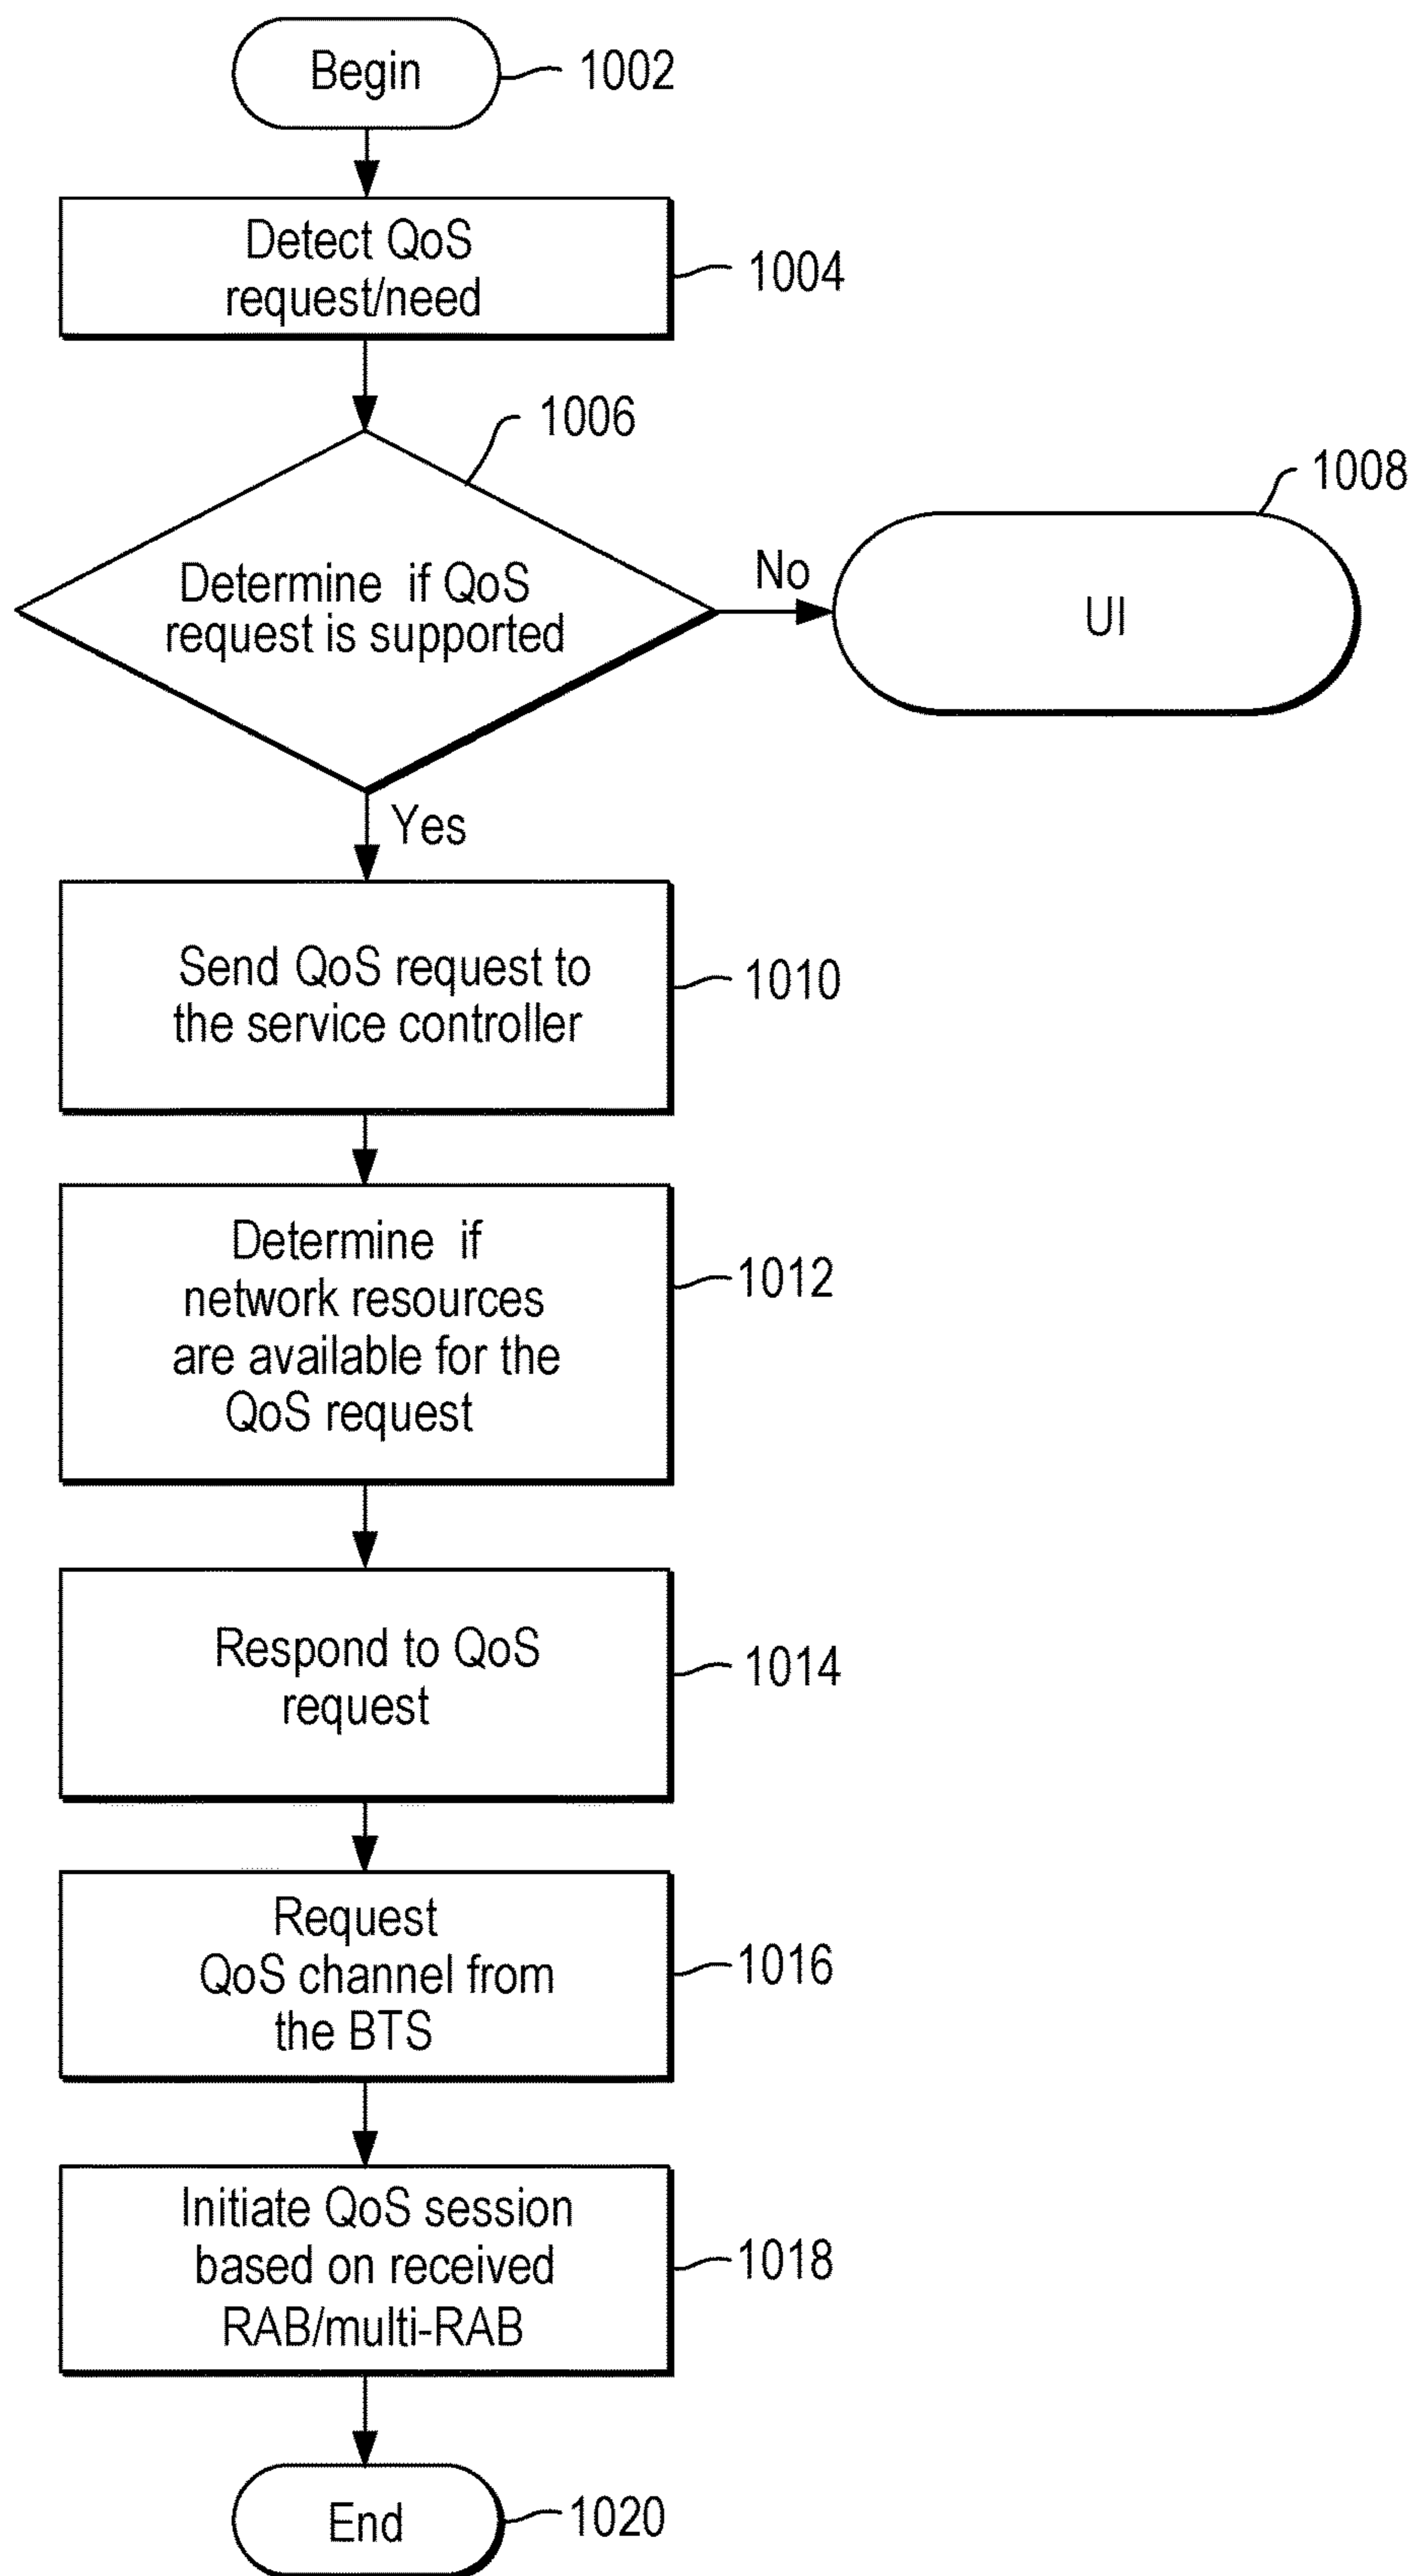 Begin
1002
Detect QoS
request/need
1004
1006
Determine if QoS
request is supported
No
1008
UI
Yes
Send QoS request to
the service controller
1010
Determine if
network resources
are available for the
QoS request
1012
Respond to QoS
request
1014
Request
QoS channel from
the BTS
1016
Initiate QoS session
based on received
RAB/multi-RAB
1018
End
1020